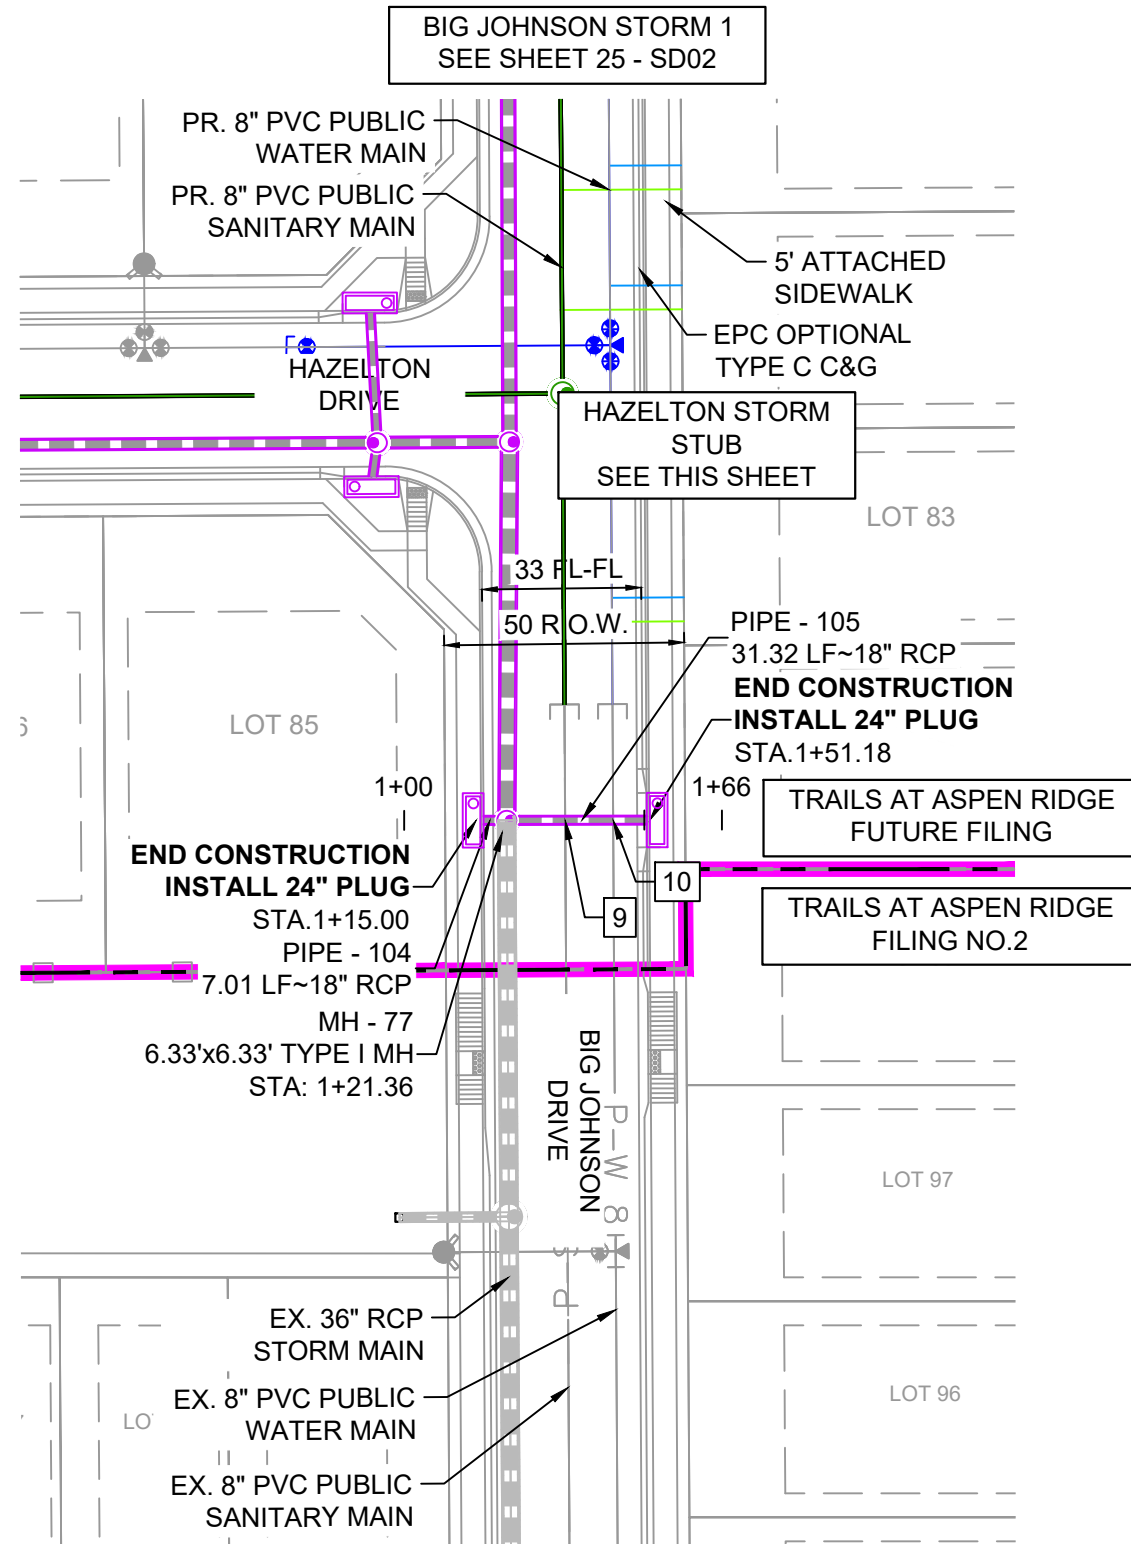 BIG JOHNSON STORM 1
SEE SHEET 25 - SD02
PR. 8" PVC PUBLIC
WATER MAIN
PR. 8" PVC PUBLIC
SANITARY MAIN
5' ATTACHED
SIDEWALK
EPC OPTIONAL
TYPE C C&G
HAZELTON
DRIVE
HAZELTON STORM
STUB
SEE THIS SHEET
LOT 83
33 FL-FL
50 R.O.W.
PIPE - 105
31.32 LF~18" RCP
END CONSTRUCTION
INSTALL 24" PLUG
STA.1+51.18
LOT 85
1+00
1+66
TRAILS AT ASPEN RIDGE
FUTURE FILING
END CONSTRUCTION
INSTALL 24" PLUG
STA.1+15.00
PIPE - 104
7.01 LF~18" RCP
10
9
TRAILS AT ASPEN RIDGE
FILING NO.2
MH - 77
6.33'x6.33' TYPE I MH
STA: 1+21.36
BIG JOHNSON
DRIVE
P-W 8
LOT 97
P-S
EX. 36" RCP
STORM MAIN
EX. 8" PVC PUBLIC
WATER MAIN
LO
LOT 96
EX. 8" PVC PUBLIC
SANITARY MAIN